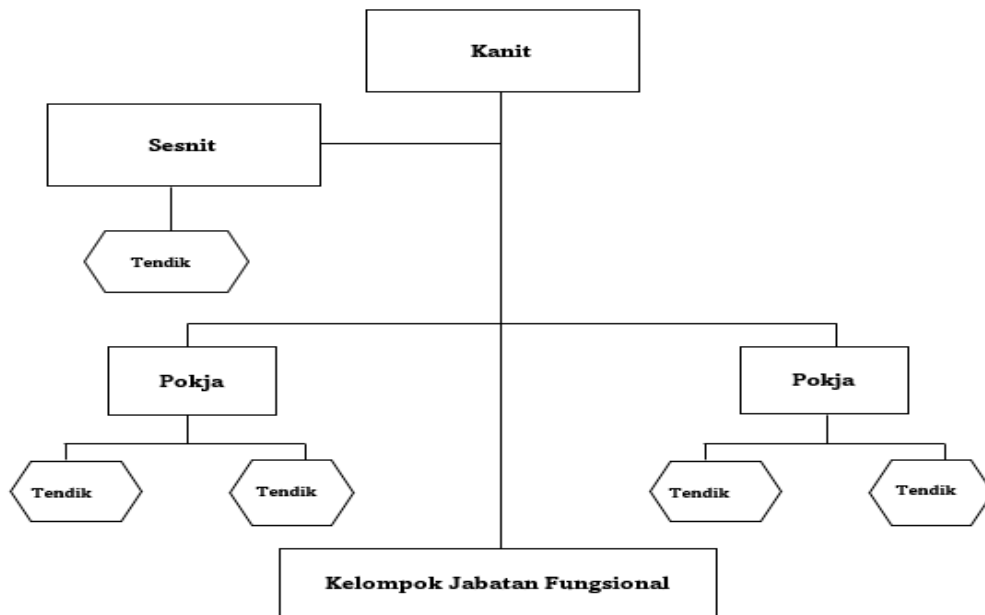 Kanit
Sesnit
Tendik
Pokja
Pokja
Tendik
Tendik
Tendik
Tendik
Kelompok Jabatan Fungsional